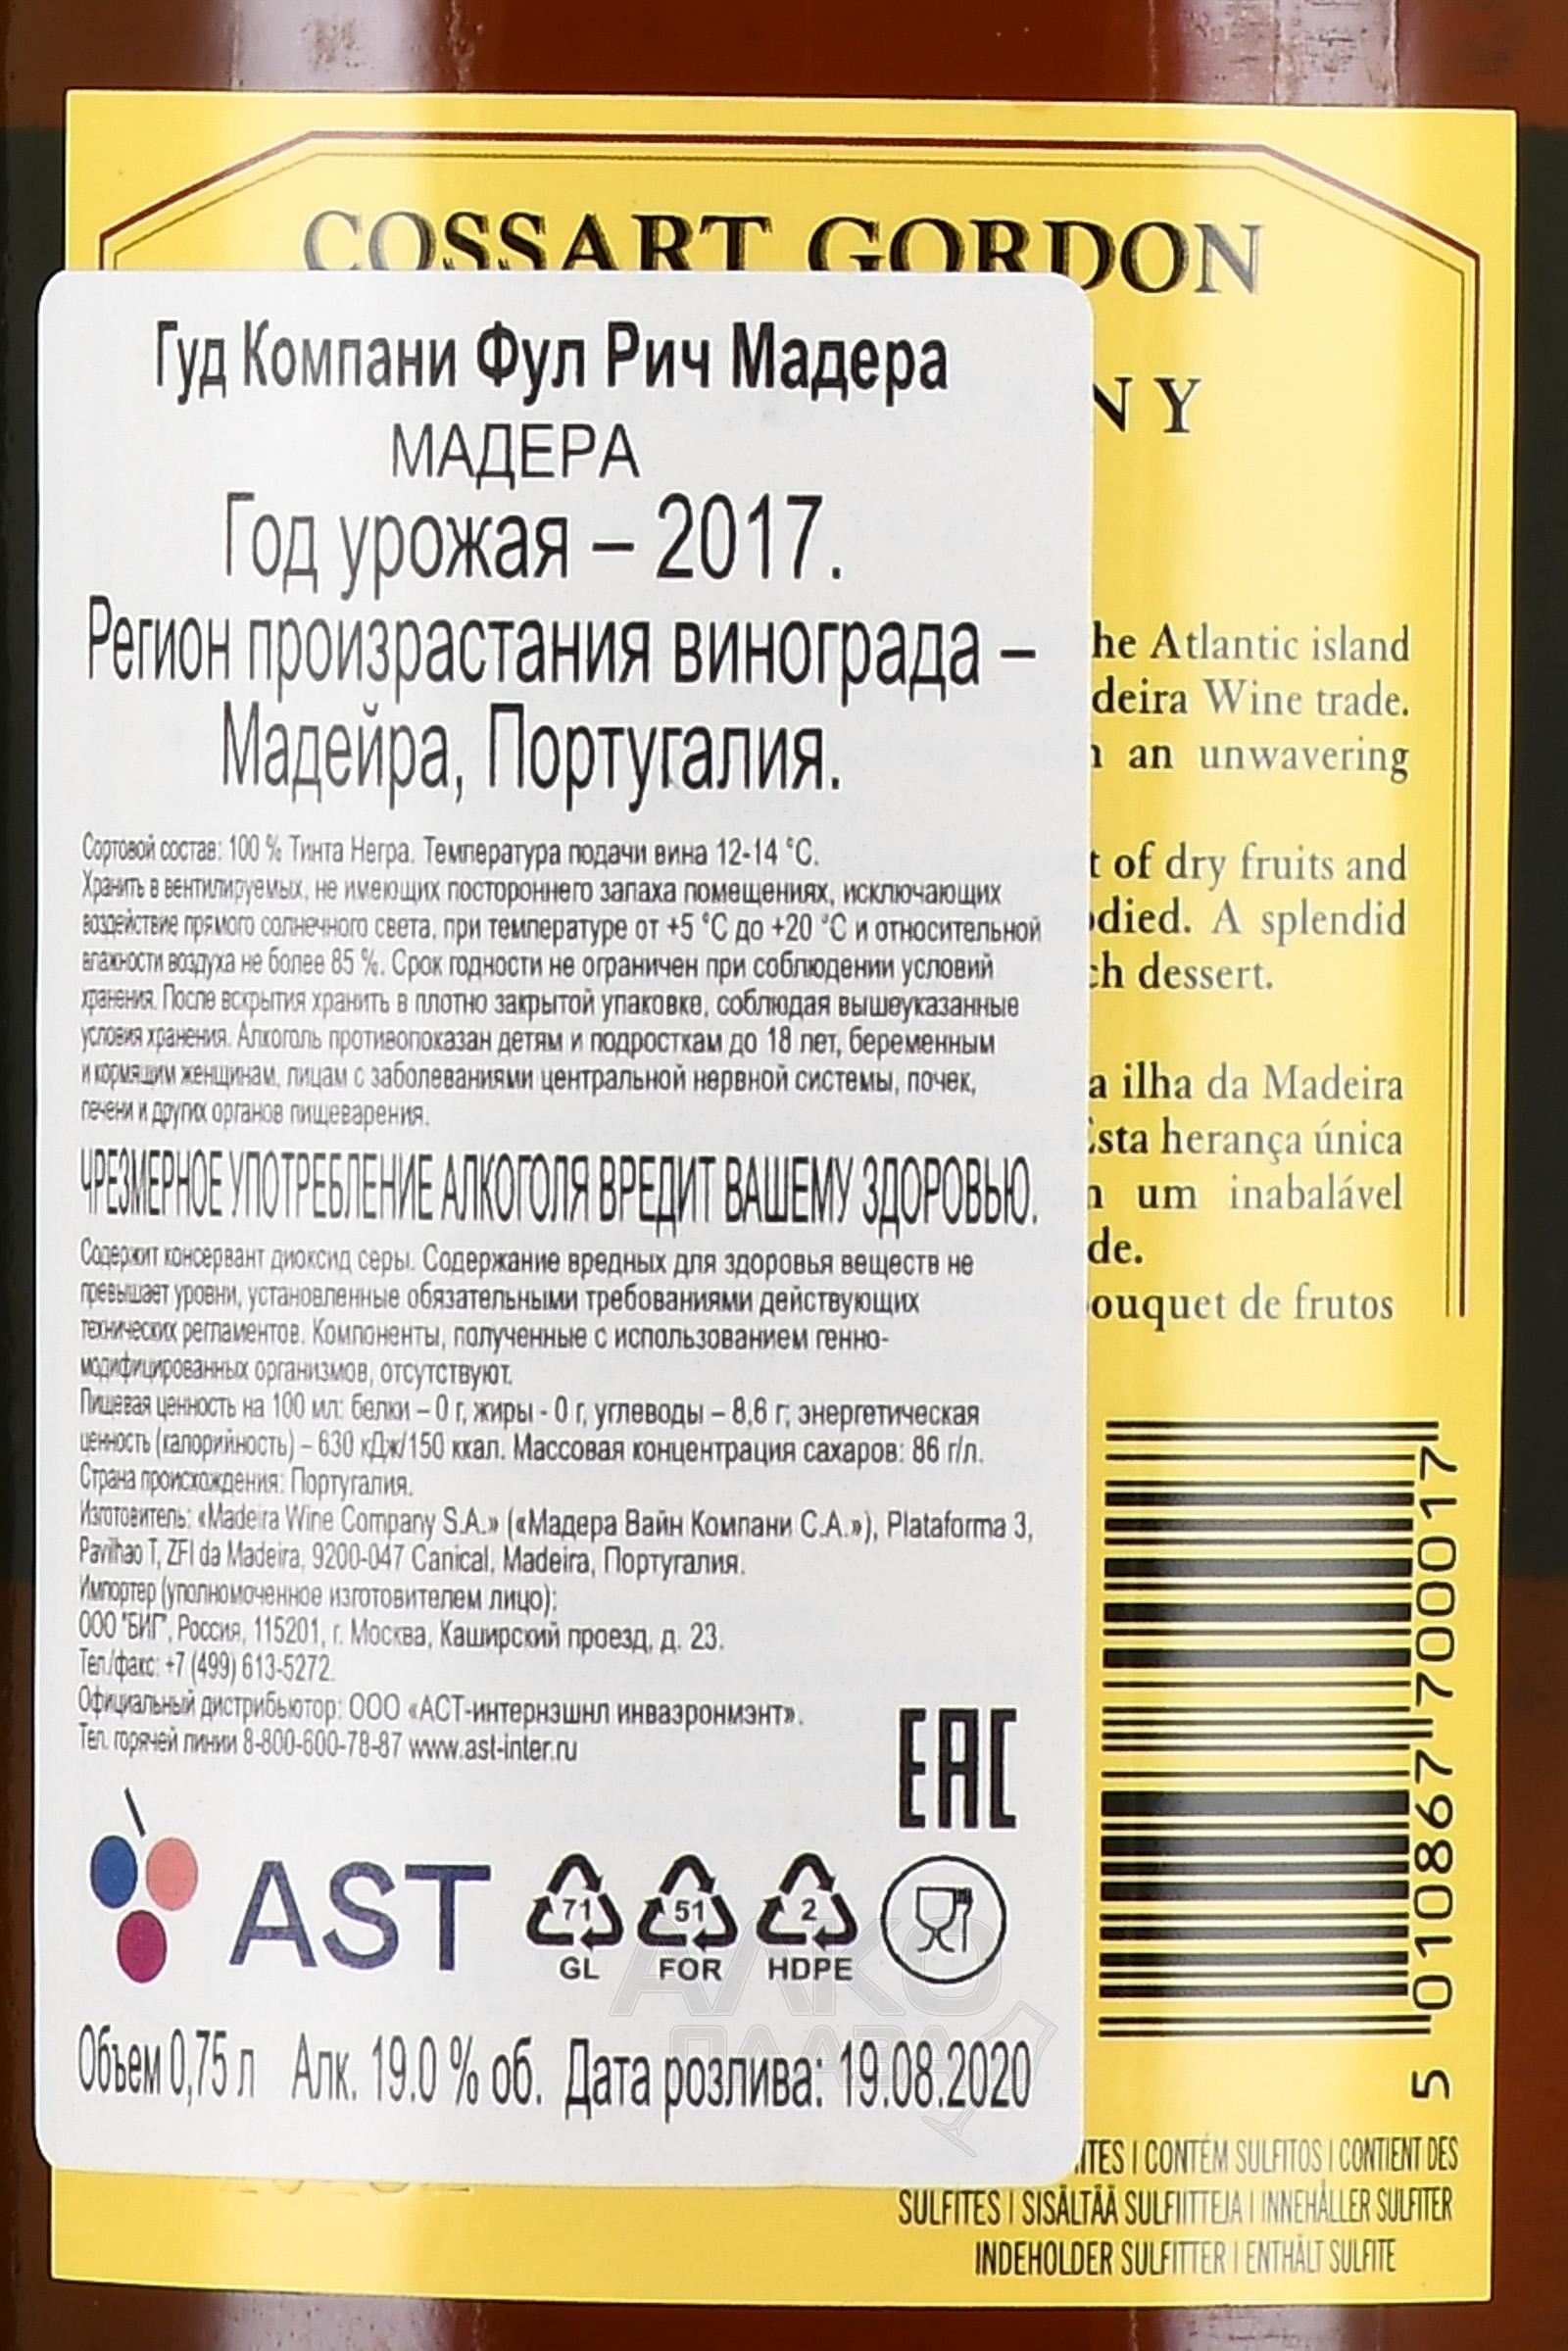 COSSART GORDON
NY
Гуд Компани Фул Рич Мадера
МАДЕРА
Год урожая – 2017.
Регион произрастания винограда –
Мадейра, Португалия.
Сортовой состав: 100 % Тинта Негра. Температура подачи вина 12-14 °C.
Хранить в вентилируемых, не имеющих постороннего запаха помещениях, исключающих
воздействие прямого солнечного света, при температуре от +5 °C до +20 °C и относительной
влажности воздуха не более 85 %. Срок годности не ограничен при соблюдении условий
хранения. После вскрытия хранить в плотно закрытой упаковке, соблюдая вышеуказанные
условия хранения. Алкоголь противопоказан детям и подросткам до 18 лет, беременным
и кормящим женщинам, лицам с заболеваниями центральной нервной системы, почек,
печени и других органов пищеварения.
ЧРЕЗМЕРНОЕ УПОТРЕБЛЕНИЕ АЛКОГОЛЯ ВРЕДИТ ВАШЕМУ ЗДОРОВЬЮ.
Содержит консервант диоксид серы. Содержание вредных для здоровья веществ не
превышает уровни, установленные обязательными требованиями действующих
технических регламентов. Компоненты, полученные с использованием генно-
модифицированных организмов, отсутствуют.
Пищевая ценность на 100 мл: белки – 0 г, жиры - 0 г, углеводы – 8,6 г, энергетическая
ценность (калорийность) – 630 кДж/150 ккал. Массовая концентрация сахаров: 86 г/л.
Страна происхождения: Португалия.
Изготовитель: «Madeira Wine Company S.A.» («Мадера Вайн Компани С.А.»), Plataforma 3,
Pavilhao T, ZFI da Madeira, 9200-047 Canical, Madeira, Португалия.
Импортер (уполномоченное изготовителем лицо):
ООО "БИГ", Россия, 115201, г. Москва, Каширский проезд, д. 23.
Тел./факс: +7 (499) 613-5272.
Официальный дистрибьютор: ООО «АСТ-интернэшнл инваэронмэнт».
Тел. горячей линии 8-800-600-78-87 www.ast-inter.ru
EAC
AST
71
GL
51
FOR
2
HDPE
АЛКО
ПЛАЗА
Объем 0,75 л Алк. 19.0 % об. Дата розлива: 19.08.2020
he Atlantic island
deira Wine trade.
n an unwavering
t of dry fruits and
odied. A splendid
ch dessert.
a ilha da Madeira
Esta herança única
m um inabalável
de.
ouquet de frutos
5 010867 700017
ITES | CONTÉM SULFITOS | CONTIENT DES
SULFITES | SISÄLTÄÄ SULFIITTEJA | INNEHÅLLER SULFITER
INDEHOLDER SULFITTER | ENTHÄLT SULFITE